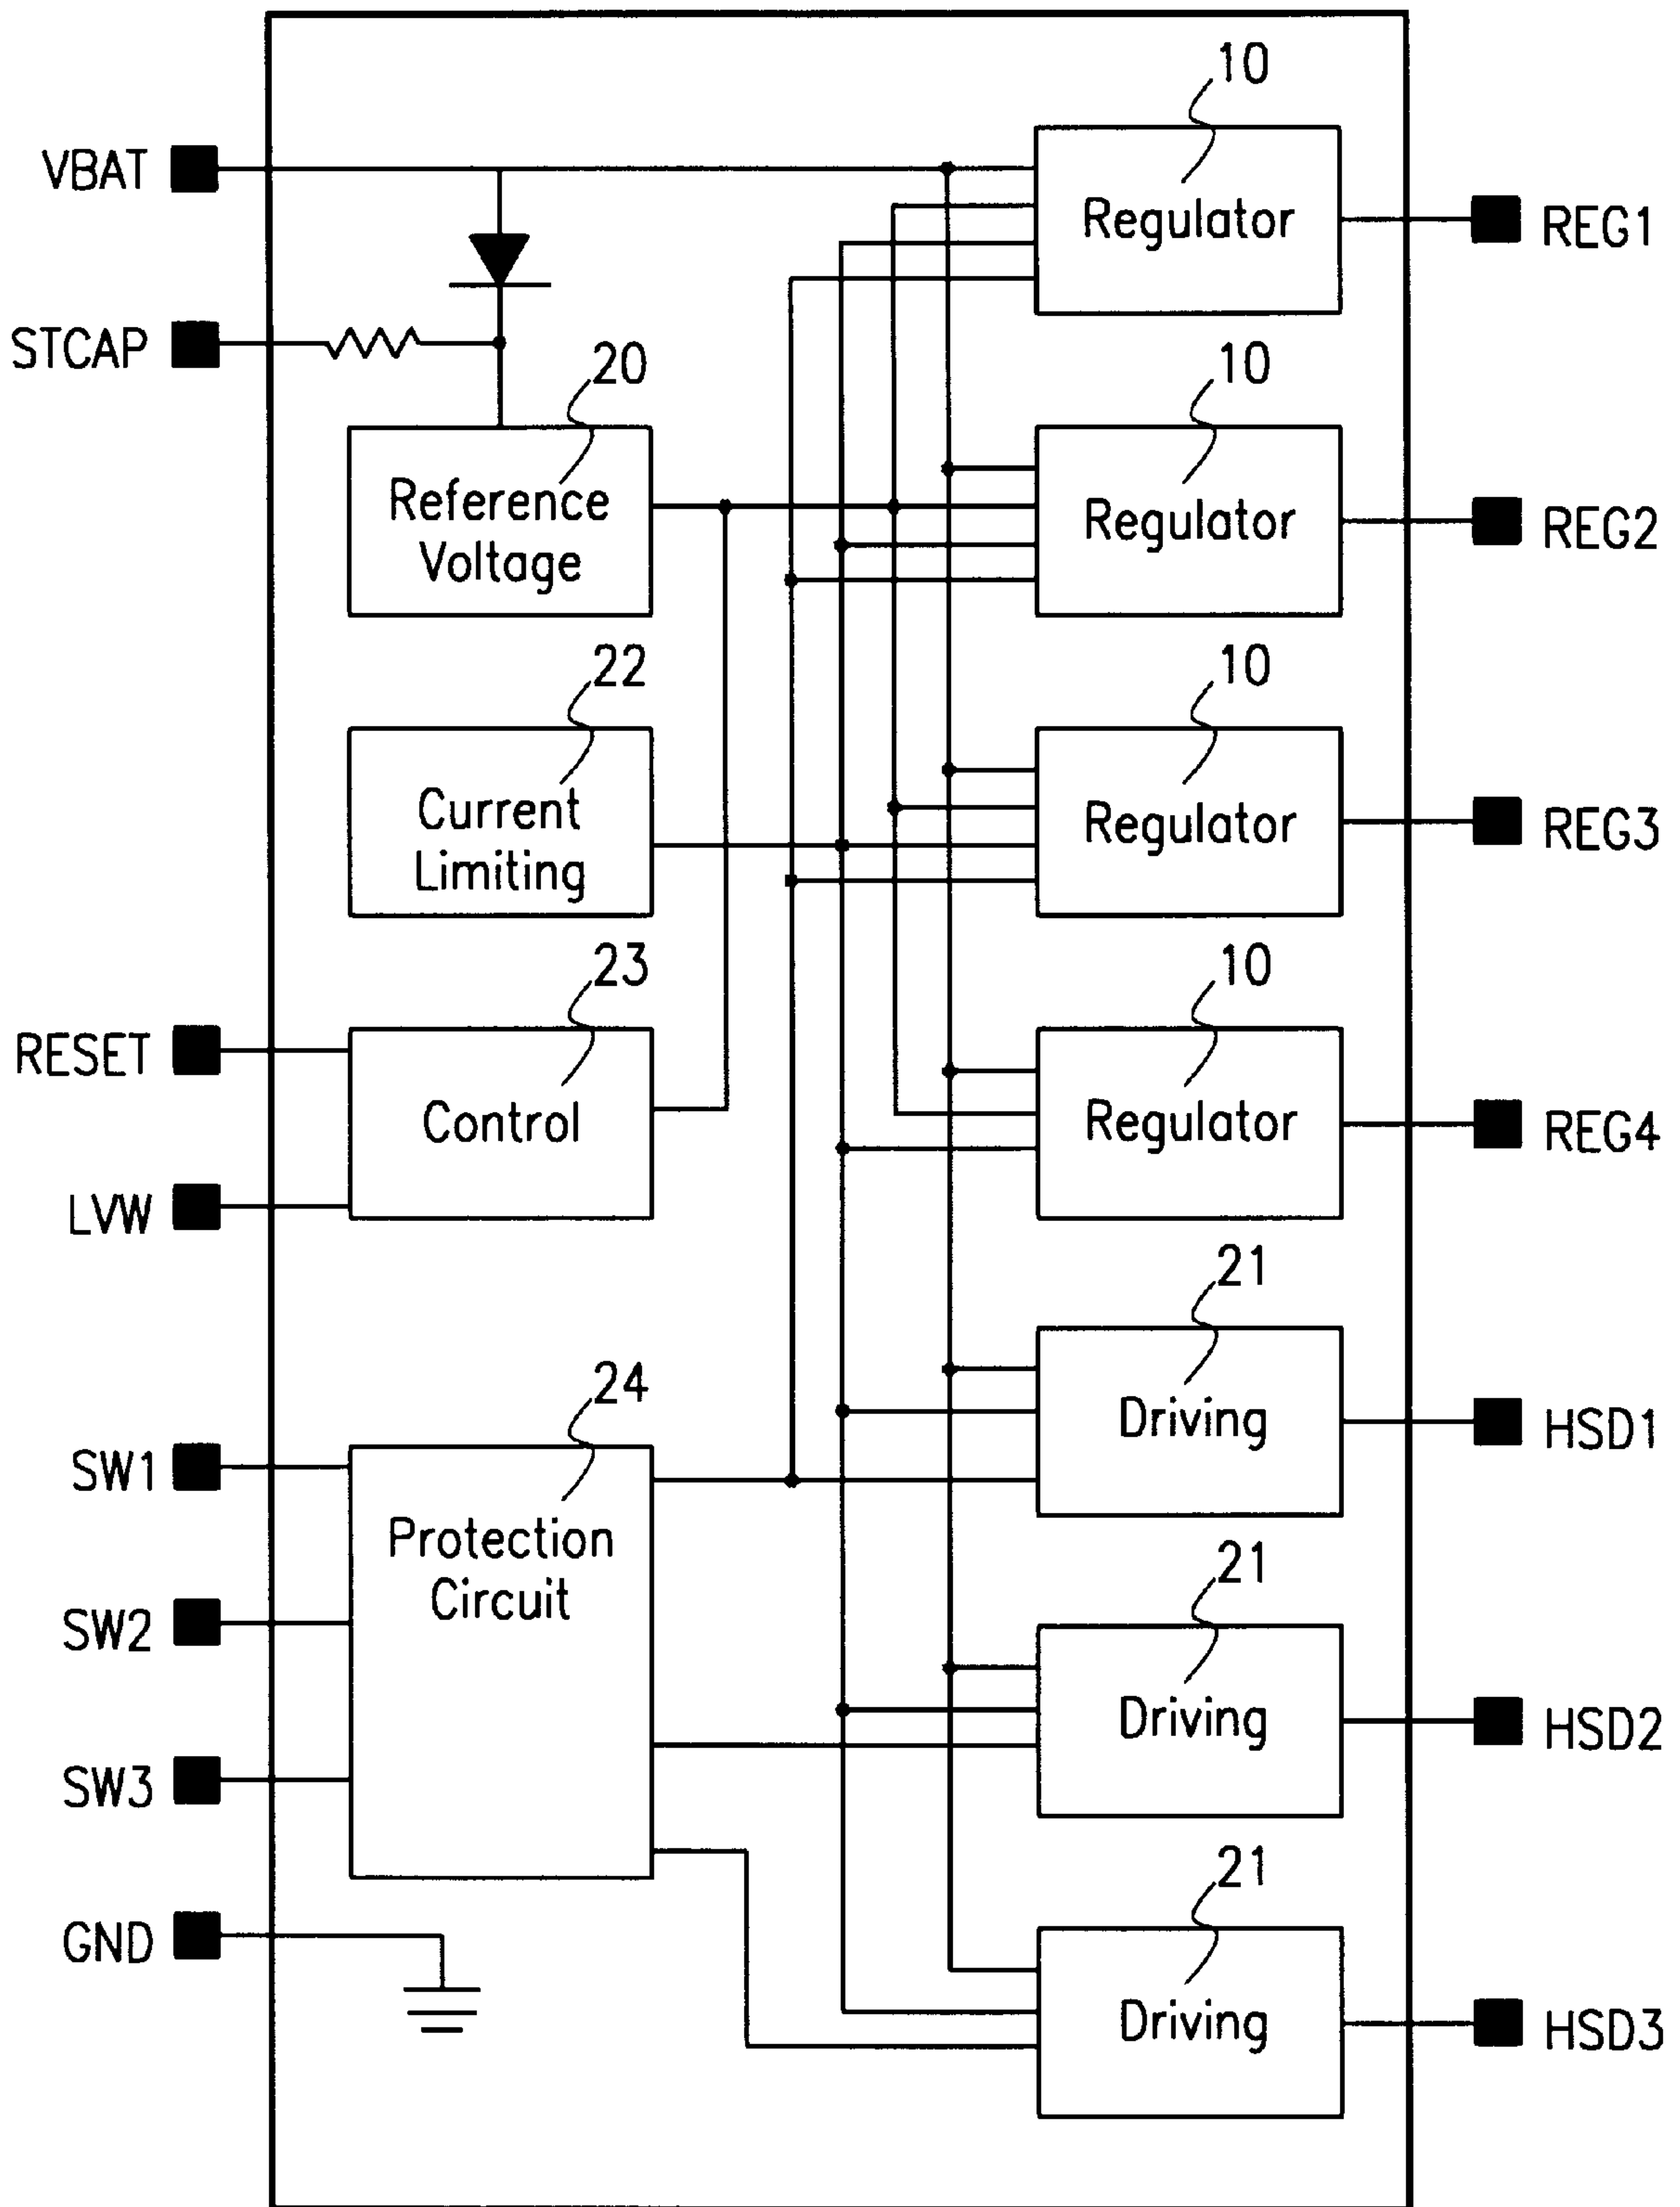 10
VBAT
Regulator
REG1
STCAP
20
10
Reference
Voltage
Regulator
REG2
22
10
Current
Limiting
Regulator
REG3
23
10
RESET
Control
Regulator
REG4
LVW
21
24
Driving
HSD1
SW1
Protection
Circuit
21
SW2
Driving
HSD2
SW3
21
GND
Driving
HSD3